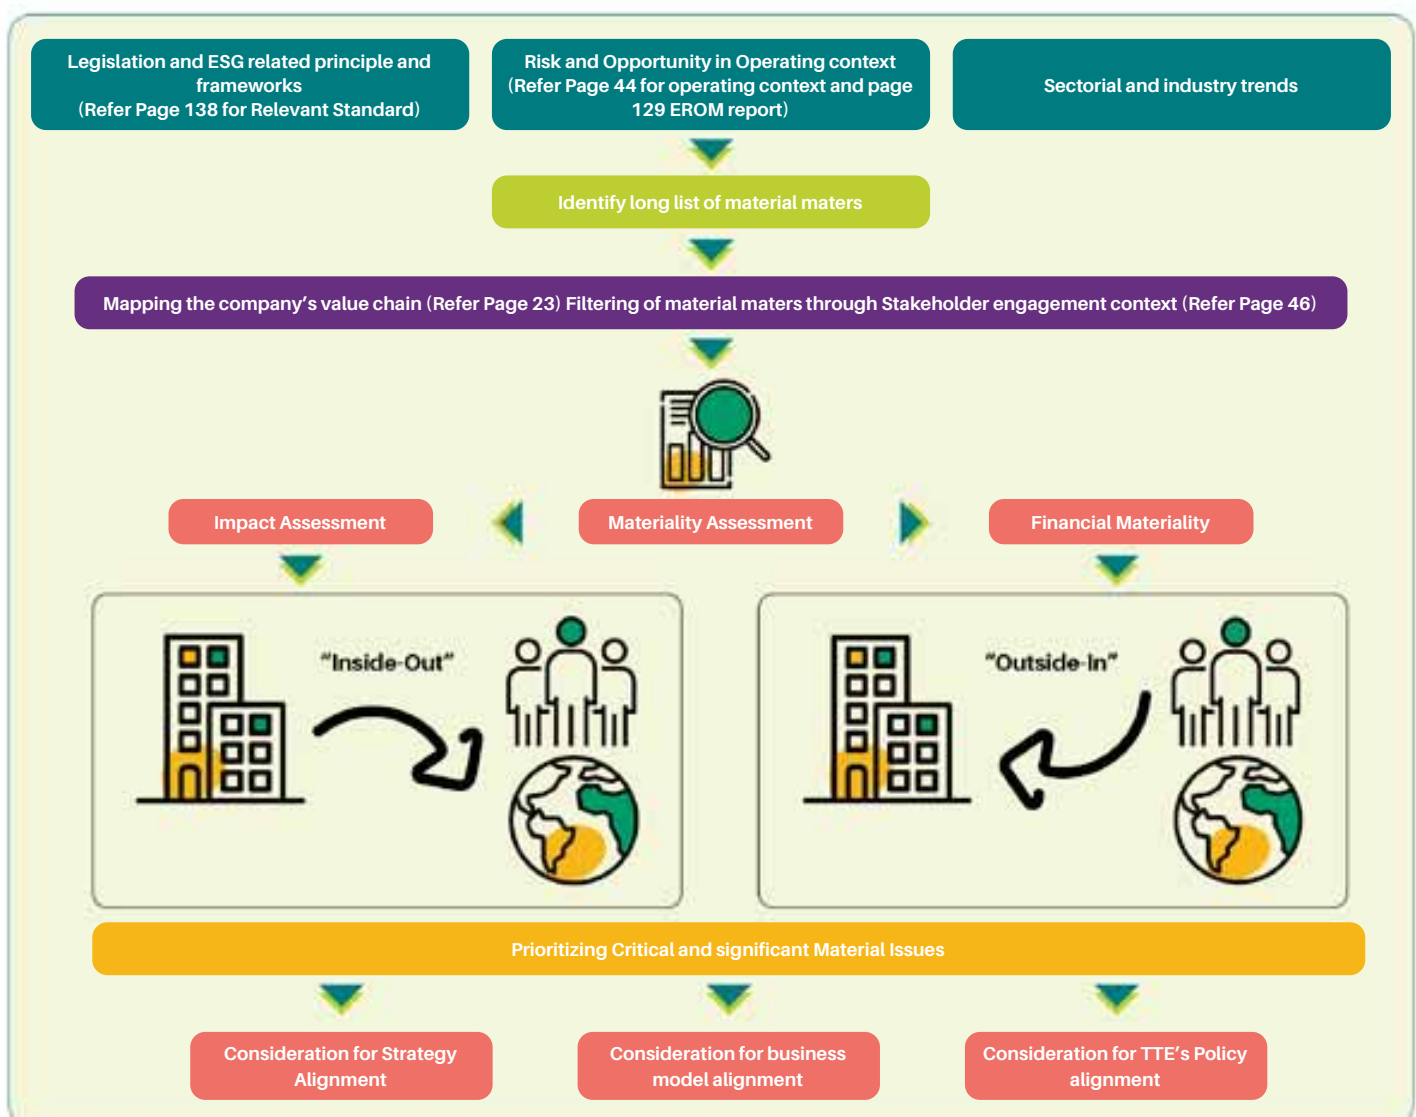 Legislation and ESG related principle and
frameworks
(Refer Page 138 for Relevant Standard)
Risk and Opportunity in Operating context
(Refer Page 44 for operating context and page
129 EROM report)
Sectorial and industry trends
Identify long list of material maters
Mapping the company’s value chain (Refer Page 23) Filtering of material maters through Stakeholder engagement context (Refer Page 46)
Impact Assessment
Materiality Assessment
Financial Materiality
“Inside-Out”
“Outside-In”
Prioritizing Critical and significant Material Issues
Consideration for Strategy
Alignment
Consideration for business
model alignment
Consideration for TTE’s Policy
alignment